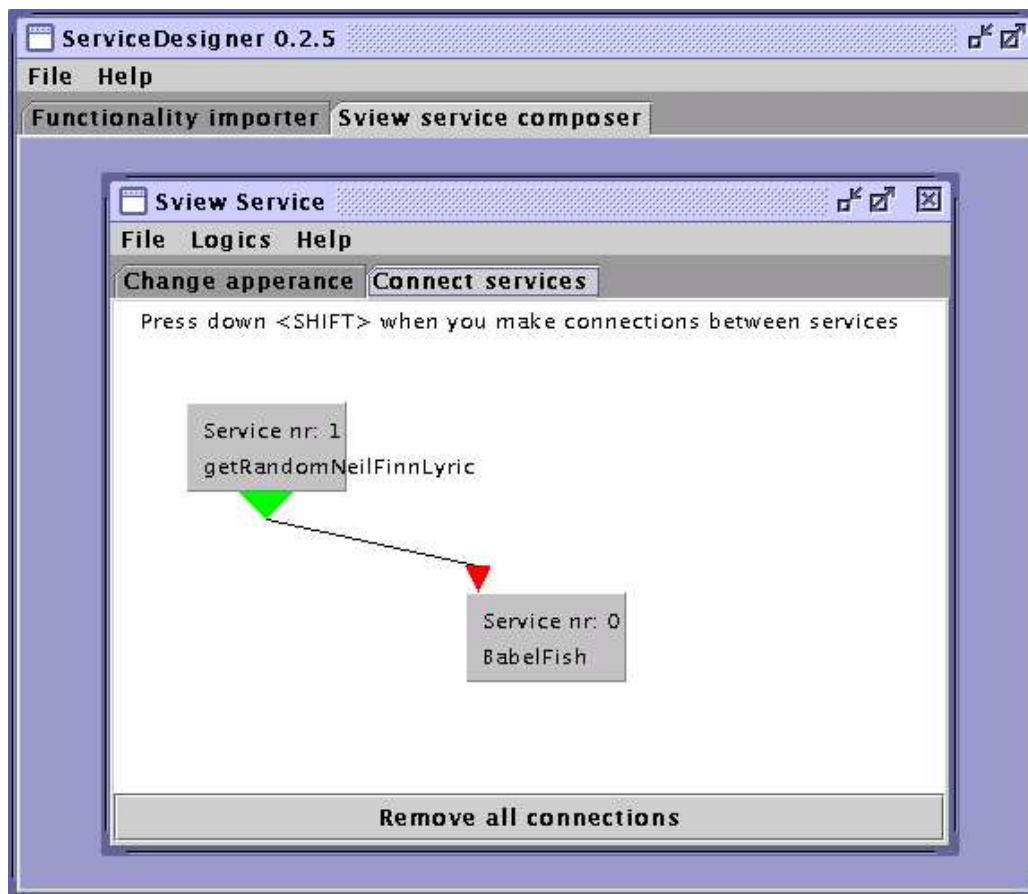 ServiceDesigner 0.2.5
File Help
Functionality importer Sview service composer
Sview Service
File Logics Help
Change apperance Connect services
Press down <SHIFT> when you make connections between services
Service nr: 1
getRandomNeilFinnLyric
Service nr: 0
BabelFish
Remove all connections